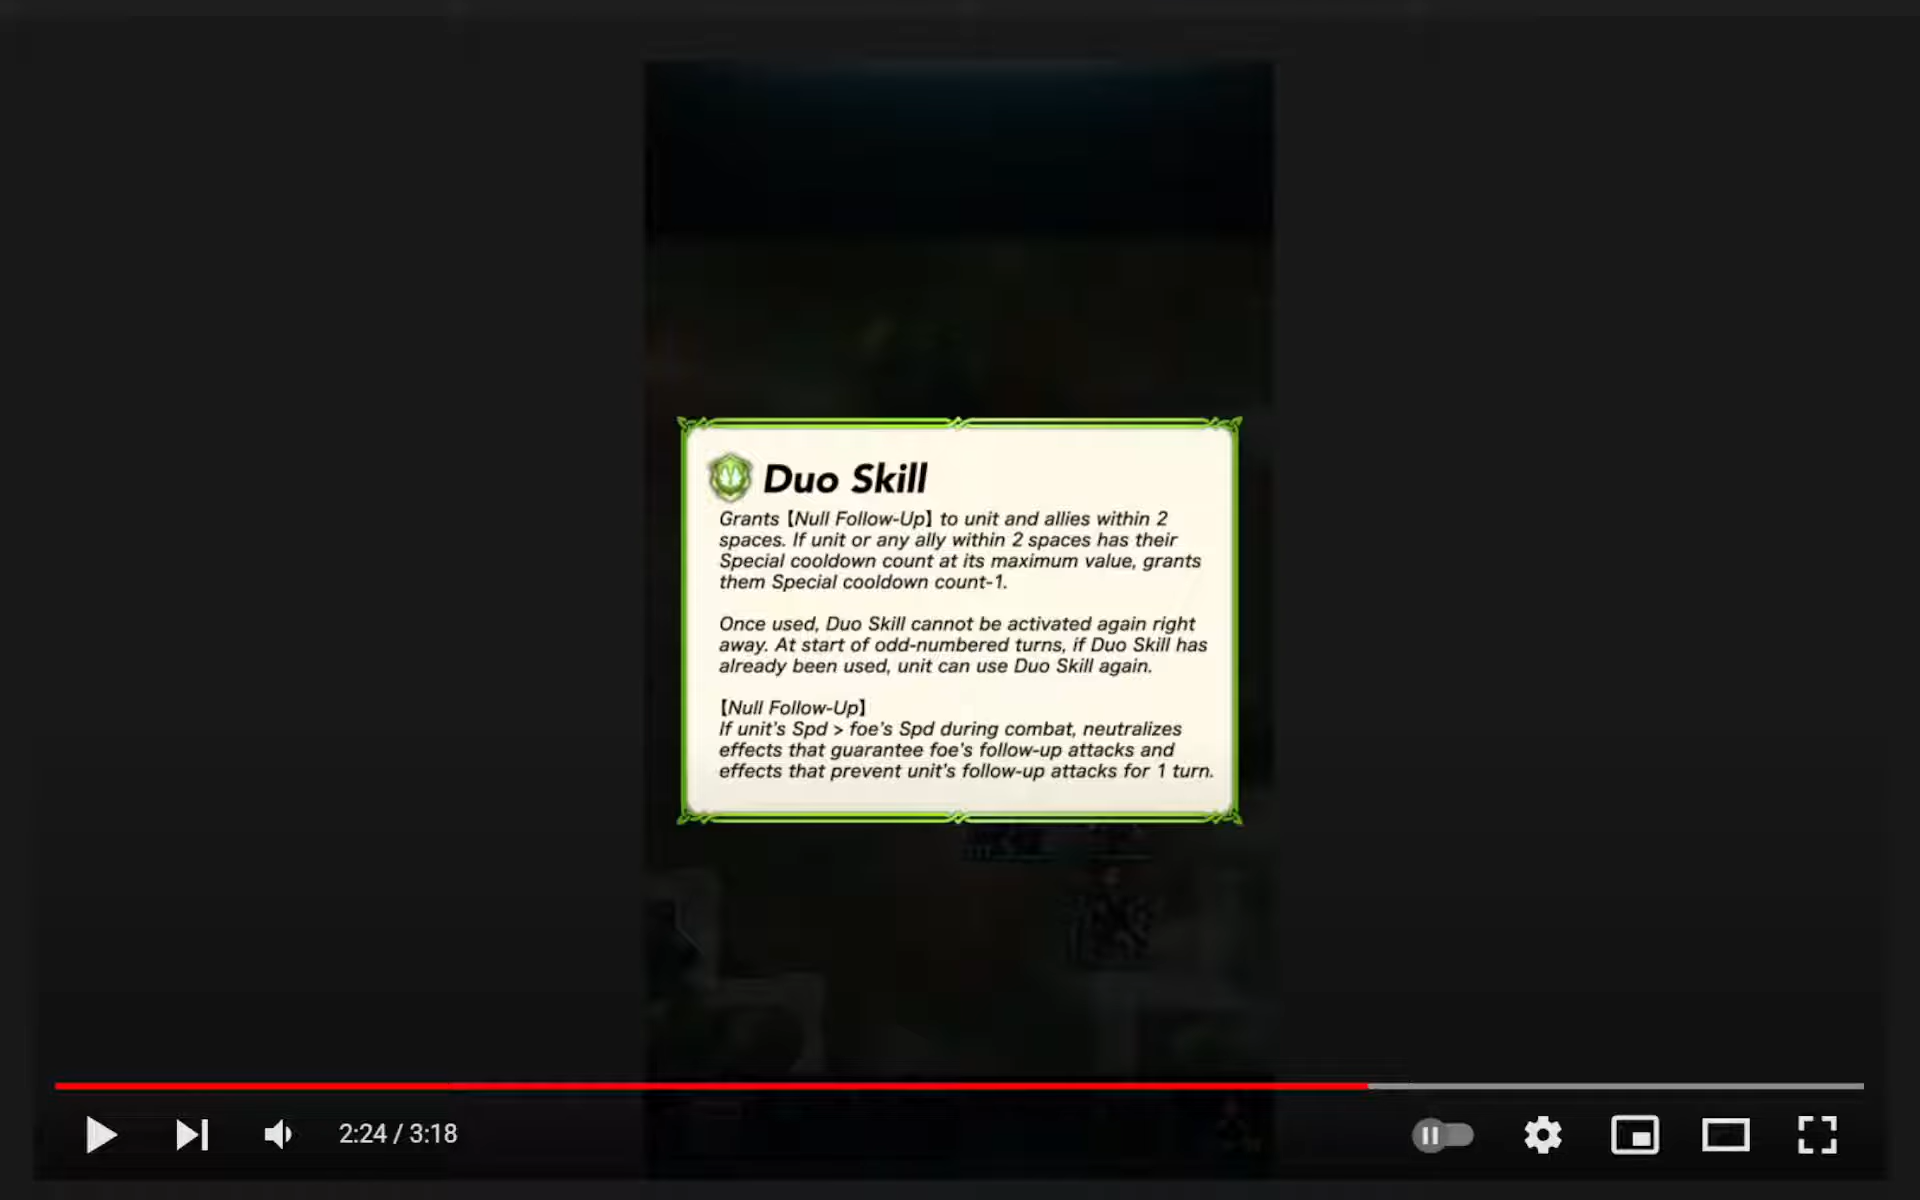 Duo Skill
Grants【Null Follow-Up】to unit and allies within 2
spaces. If unit or any ally within 2 spaces has their
Special cooldown count at its maximum value, grants
them Special cooldown count-1.
Once used, Duo Skill cannot be activated again right
away. At start of odd-numbered turns, if Duo Skill has
already been used, unit can use Duo Skill again.
【Null Follow-Up】
If unit's Spd > foe's Spd during combat, neutralizes
effects that guarantee foe's follow-up attacks and
effects that prevent unit's follow-up attacks for 1 turn.
2:24 / 3:18